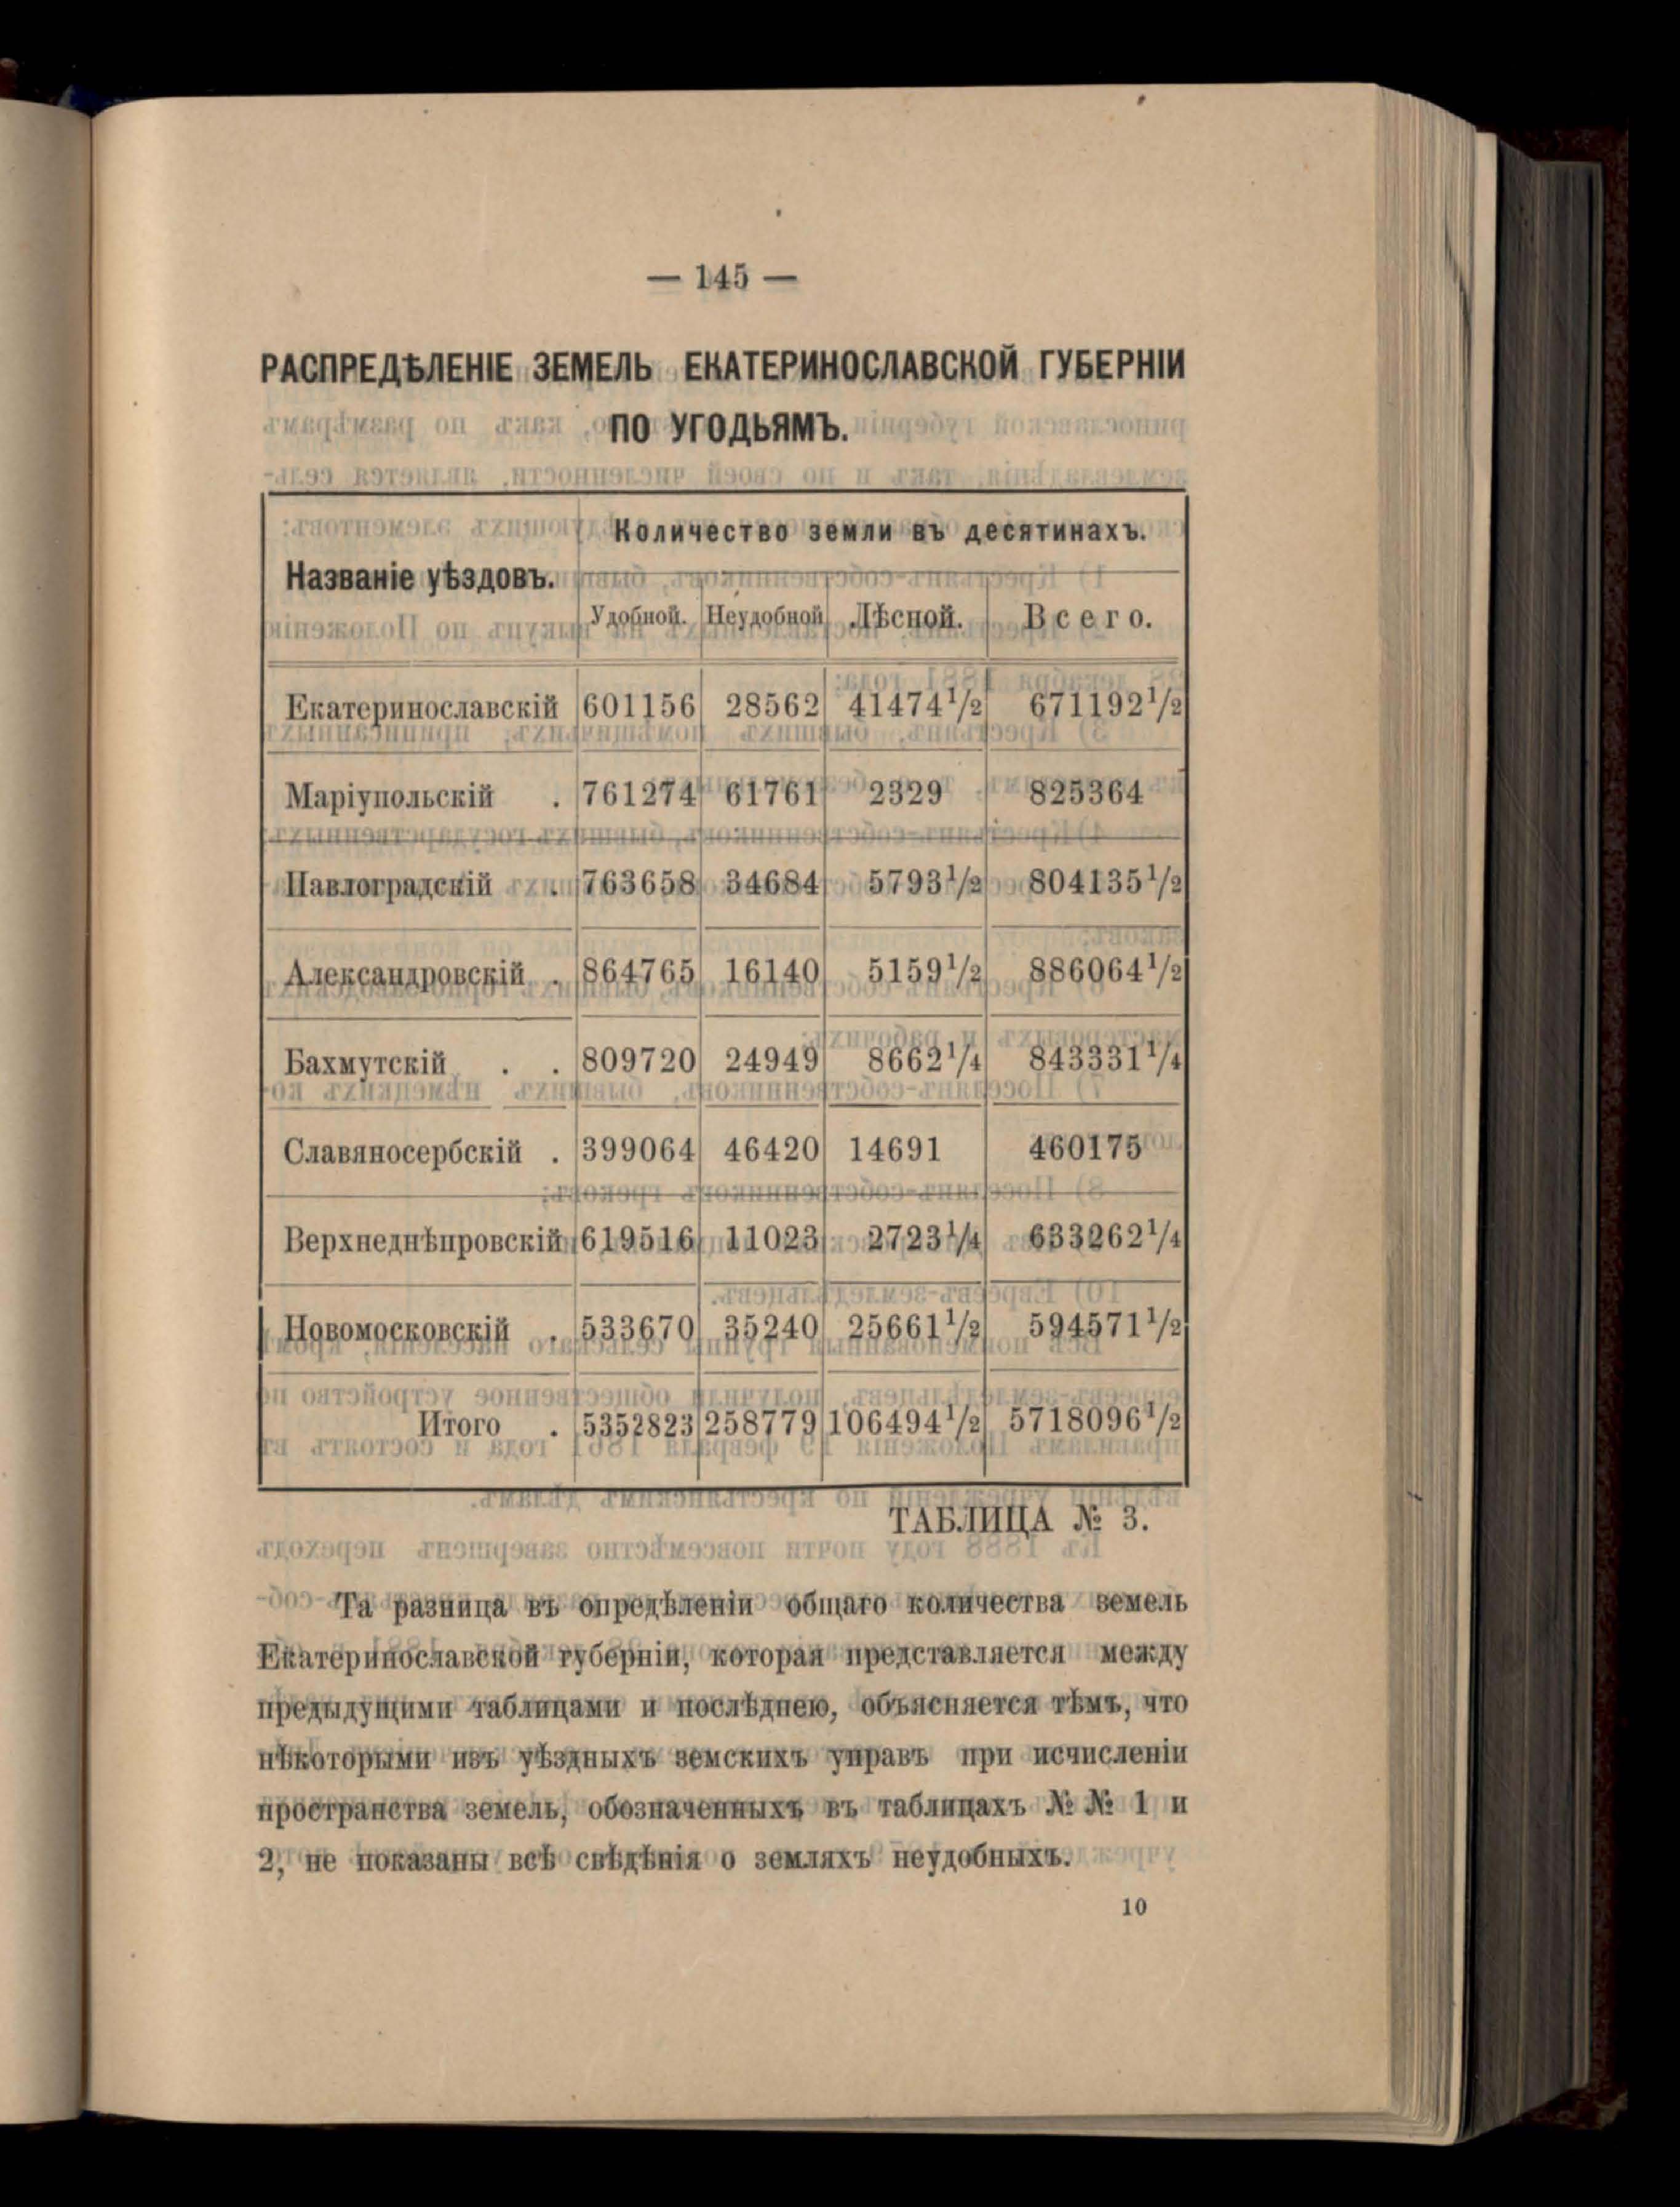 — 145 —
РАСПРЕДѢЛЕНІЕ ЗЕМЕЛЬ ЕКАТЕРИНОСЛАВСКОЙ ГУБЕРНІИ
ПО УГОДЬЯМЪ.
Количество земли въ десятинахъ.
Названіе уѣздовъ.
Удобной. Неудобной Лѣсной. Всего.
Екатеринославскій 601156 28562 41474½ 671192½
Маріупольскій . 761274 61761 2329 825364
Павлоградскій . 763658 34684 5793½ 804135½
Александровскій . 864765 16140 5159½ 886064½
Бахмутскій . . 809720 24949 8662¼ 843331¼
Славяносербскій . 399064 46420 14691 460175
Верхнеднѣпровскій 619516 11023 2723¼ 633262¼
Новомосковскій . 533670 35240 25661½ 594571½
Итого . 5352823 258779 106494½ 5718096½
ТАБЛИЦА № 3.
Та разница въ опредѣленіи общаго количества земель
Екатеринославской губерніи, которая представляется между
предыдущими таблицами и послѣднею, объясняется тѣмъ, что
нѣкоторыми изъ уѣздныхъ земскихъ управъ при исчисленіи
пространства земель, обозначенныхъ въ таблицахъ № № 1 и
2, не показаны всѣ свѣдѣнія о земляхъ неудобныхъ.
10